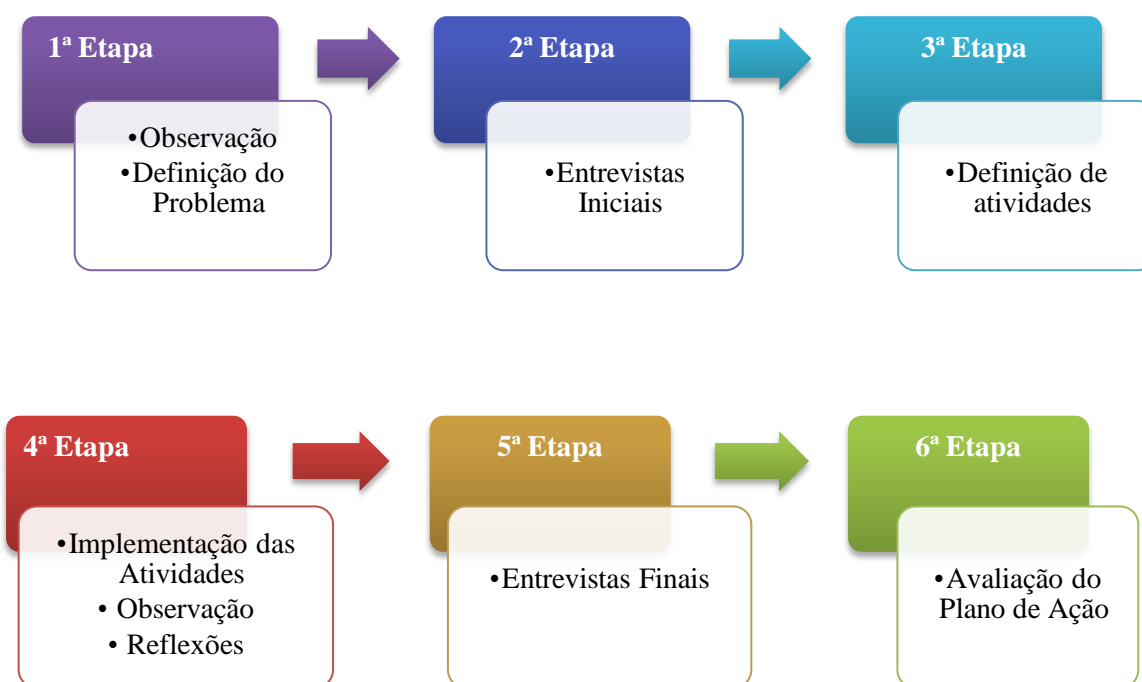 1ª Etapa
•Observação
•Definição do
Problema
2ª Etapa
•Entrevistas
Iniciais
3ª Etapa
•Definição de
atividades
4ª Etapa
•Implementação das
Atividades
• Observação
• Reflexões
5ª Etapa
•Entrevistas Finais
6ª Etapa
•Avaliação do
Plano de Ação